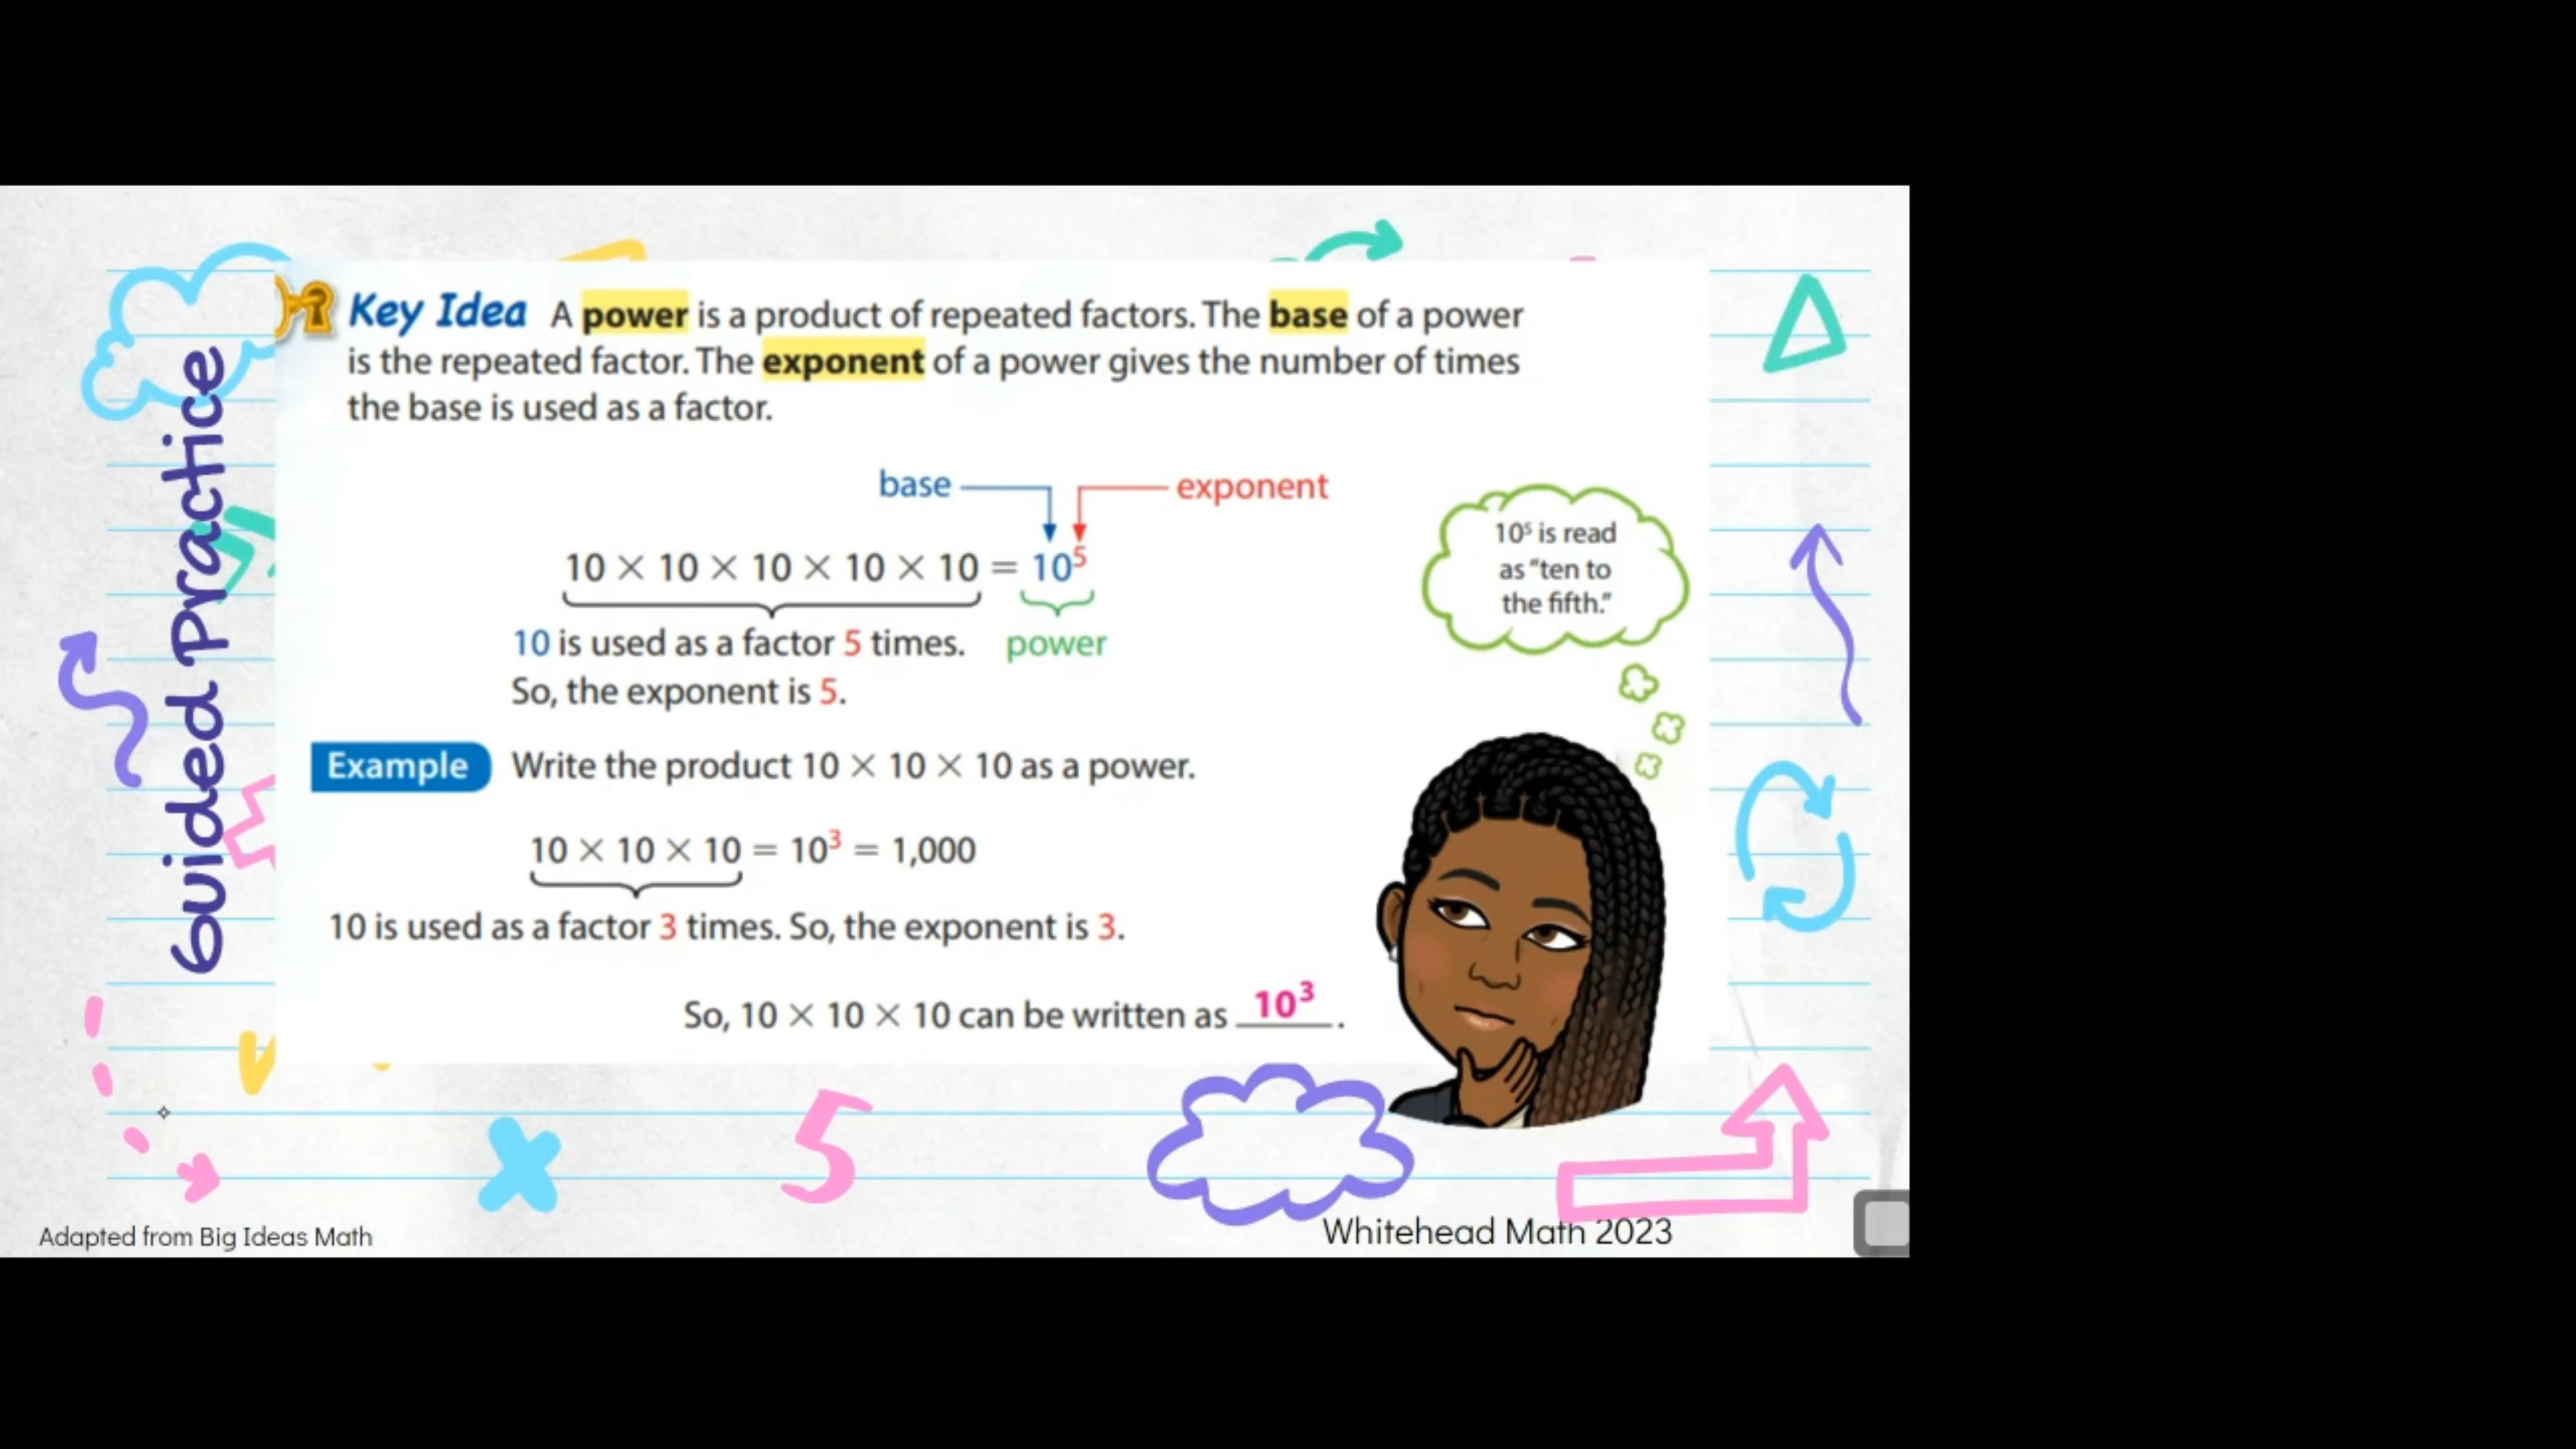 Guided Practice
Key Idea A power is a product of repeated factors. The base of a power
is the repeated factor. The exponent of a power gives the number of times
the base is used as a factor.
base exponent
10 × 10 × 10 × 10 × 10 = 10⁵
10 is used as a factor 5 times. power
So, the exponent is 5.
10⁵ is read
as "ten to
the fifth."
Example Write the product 10 × 10 × 10 as a power.
10 × 10 × 10 = 10³ = 1,000
10 is used as a factor 3 times. So, the exponent is 3.
So, 10 × 10 × 10 can be written as 10³.
5
Adapted from Big Ideas Math
Whitehead Math 2023